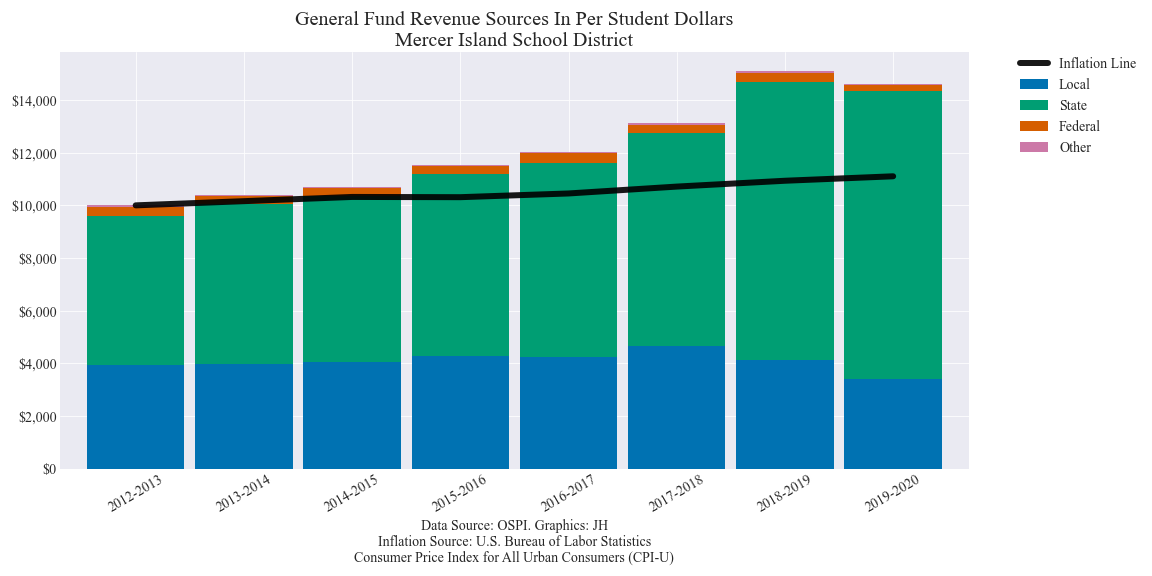 General Fund Revenue Sources In Per Student Dollars
Mercer Island School District
Inflation Line
Local
State
Federal
Other
$14,000
$12,000
$10,000
$8,000
$6,000
$4,000
$2,000
$0
2012-2013
2013-2014
2014-2015
2015-2016
2016-2017
2017-2018
2018-2019
2019-2020
Data Source: OSPI. Graphics: JH
Inflation Source: U.S. Bureau of Labor Statistics
Consumer Price Index for All Urban Consumers (CPI-U)